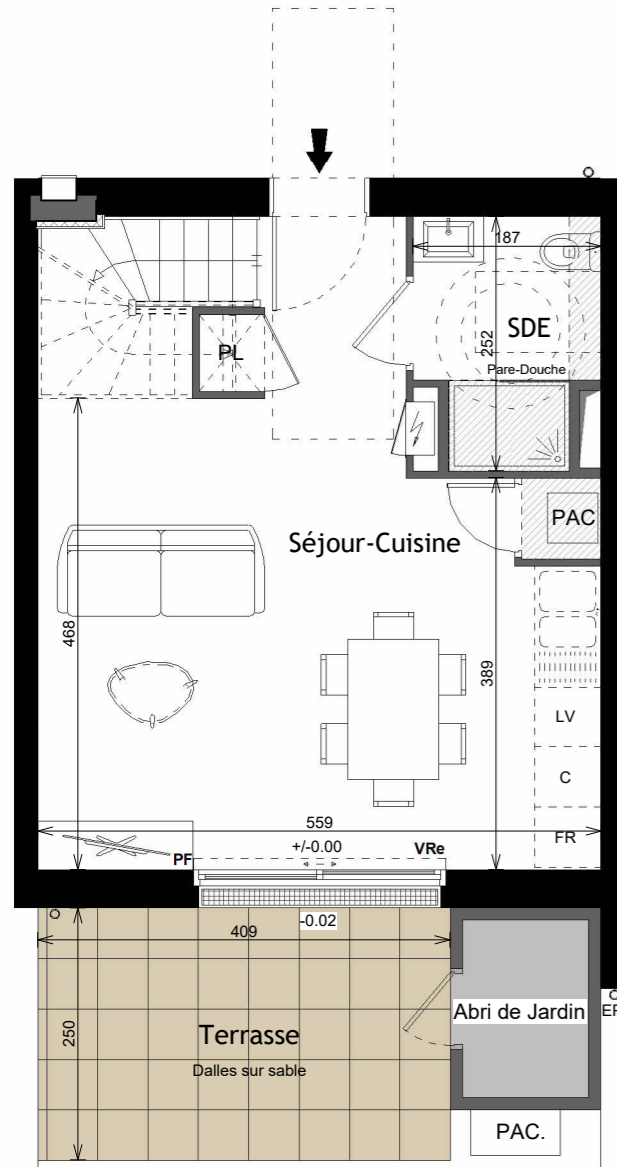 187
SDE
252
PL
Pare-Douche
PAC
Séjour-Cuisine
468
389
LV
C
559
FR
+/-0.00
VRe
PF
-0.02
409
250
Abri de Jardin
Terrasse
Dalles sur sable
PAC.